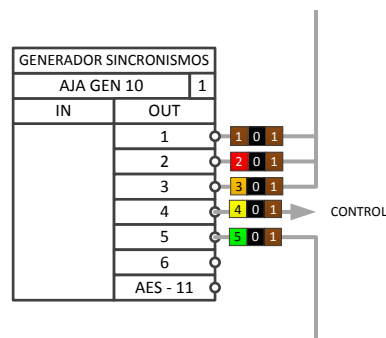 GENERADOR SINCRONISMOS
AJA GEN 10 1
IN OUT
1 1 0 1
2 2 0 1
3 3 0 1
4 4 0 1 CONTROL
5 5 0 1
6
AES - 11